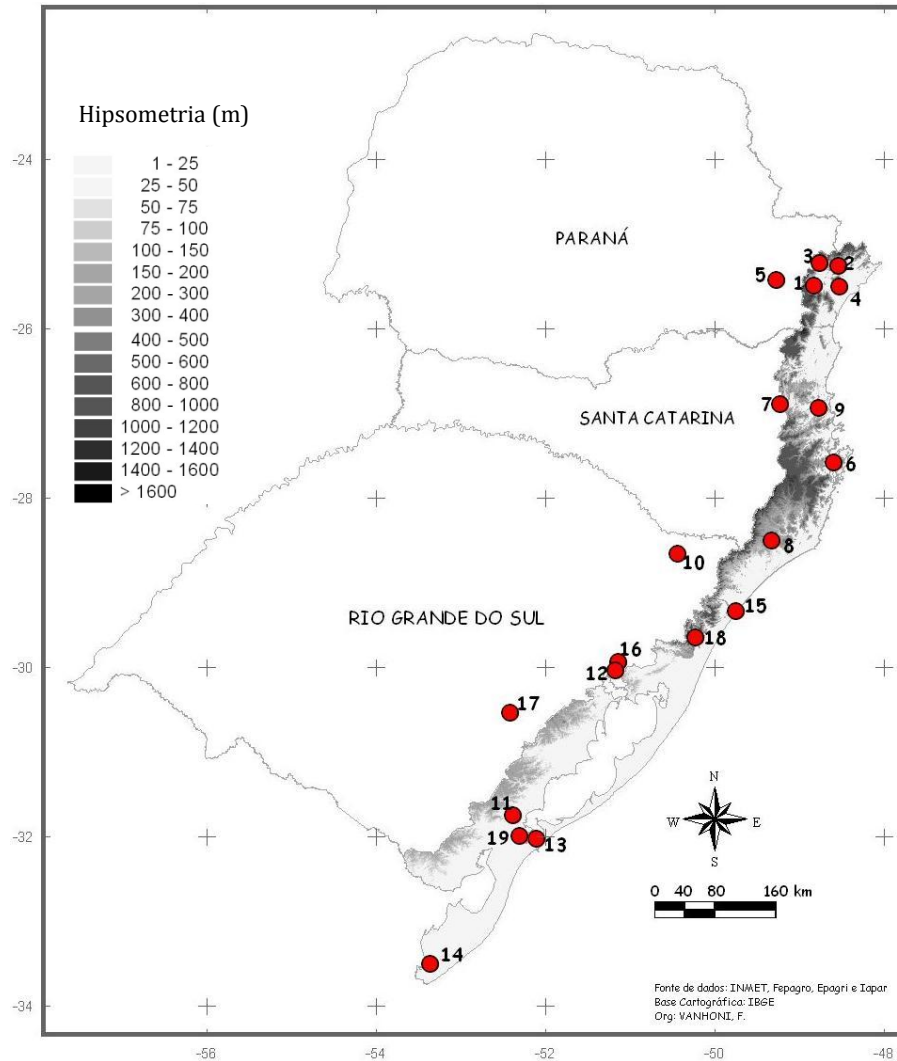 Hipsometria (m)
1 - 25
25 - 50
50 - 75
75 - 100
100 - 150
150 - 200
200 - 300
300 - 400
400 - 500
500 - 600
600 - 800
800 - 1000
1000 - 1200
1200 - 1400
1400 - 1600
> 1600
-24
-26
-28
-30
-32
-34
PARANÁ
3
2
5
1
4
SANTA CATARINA
7
9
6
8
10
15
RIO GRANDE DO SUL
18
16
12
17
11
19
13
14
N
W E
S
0 40 80 160 km
Fonte de dados: INMET, Fepagro, Epagri e Iapar
Base Cartográfica: IBGE
Org: VANHONI, F.
-56 -54 -52 -50 -48